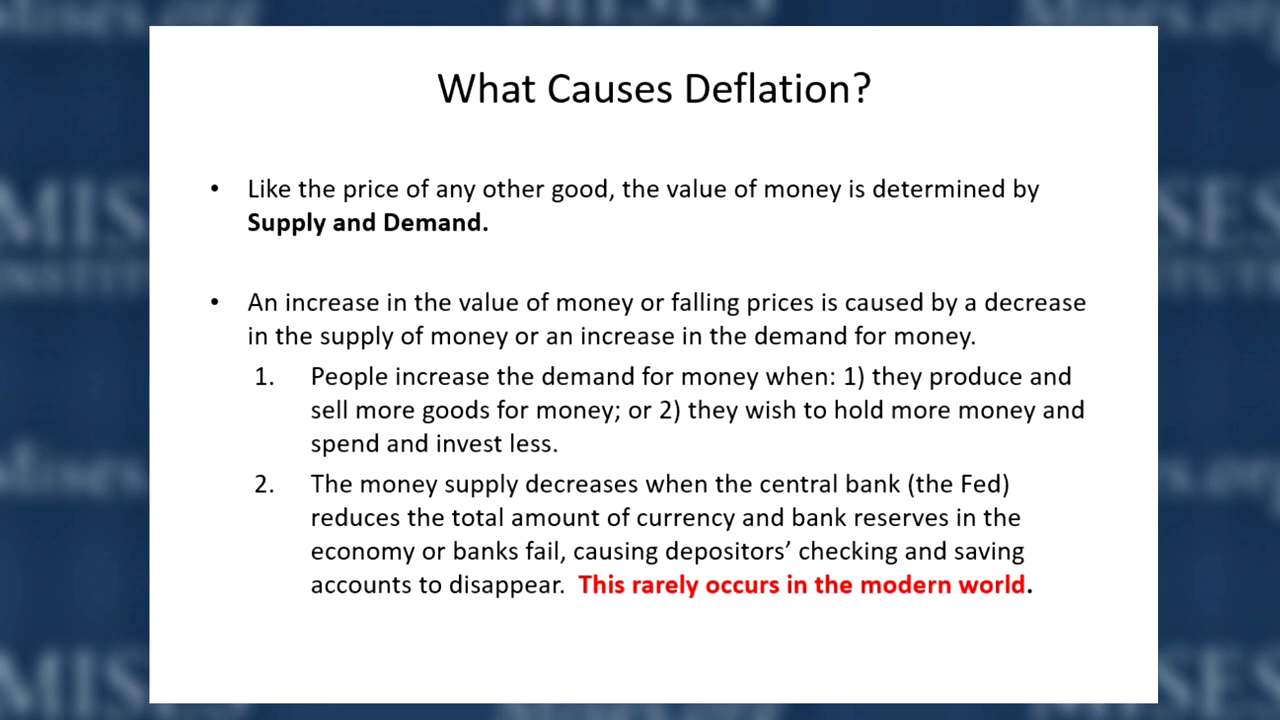 Mises.org
MISES
Mises.org
What Causes Deflation?
• Like the price of any other good, the value of money is determined by
Supply and Demand.
• An increase in the value of money or falling prices is caused by a decrease
in the supply of money or an increase in the demand for money.
1. People increase the demand for money when: 1) they produce and
sell more goods for money; or 2) they wish to hold more money and
spend and invest less.
2. The money supply decreases when the central bank (the Fed)
reduces the total amount of currency and bank reserves in the
economy or banks fail, causing depositors’ checking and saving
accounts to disappear. This rarely occurs in the modern world.